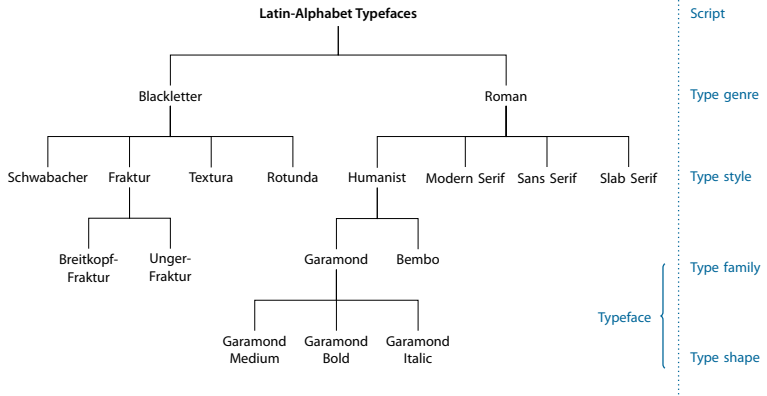 Latin-Alphabet Typefaces
Script
Blackletter
Roman
Type genre
Schwabacher
Fraktur
Textura
Rotunda
Humanist
Modern Serif
Sans Serif
Slab Serif
Type style
Breitkopf-
Fraktur
Unger-
Fraktur
Garamond
Bembo
Type family
Typeface
Garamond
Medium
Garamond
Bold
Garamond
Italic
Type shape